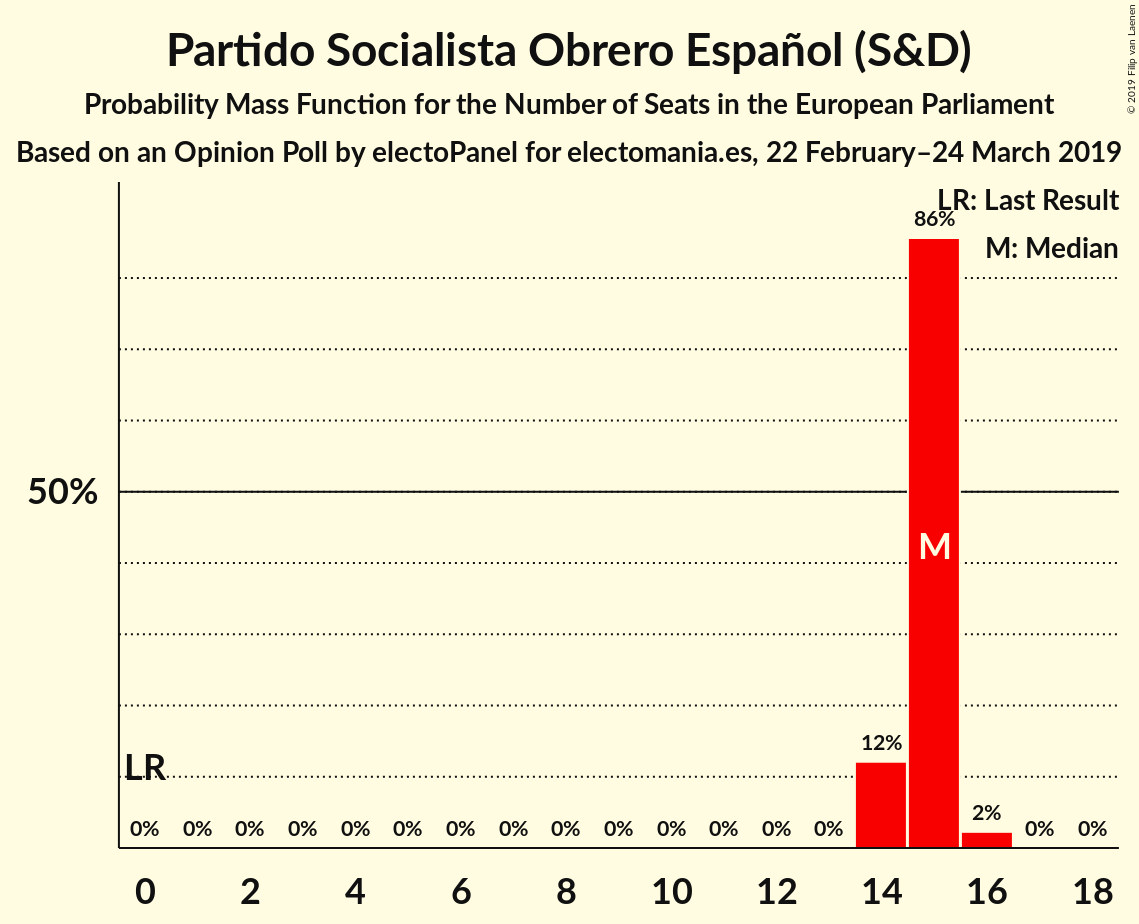 Partido Socialista Obrero Español (S&D)
Probability Mass Function for the Number of Seats in the European Parliament
Based on an Opinion Poll by electoPanel for electomania.es, 22 February–24 March 2019
© 2019 Filip van Laenen
LR: Last Result
M: Median
86%
50%
M
LR
12%
2%
0% 0% 0% 0% 0% 0% 0% 0% 0% 0% 0% 0% 0% 0% 0% 0%
0 2 4 6 8 10 12 14 16 18